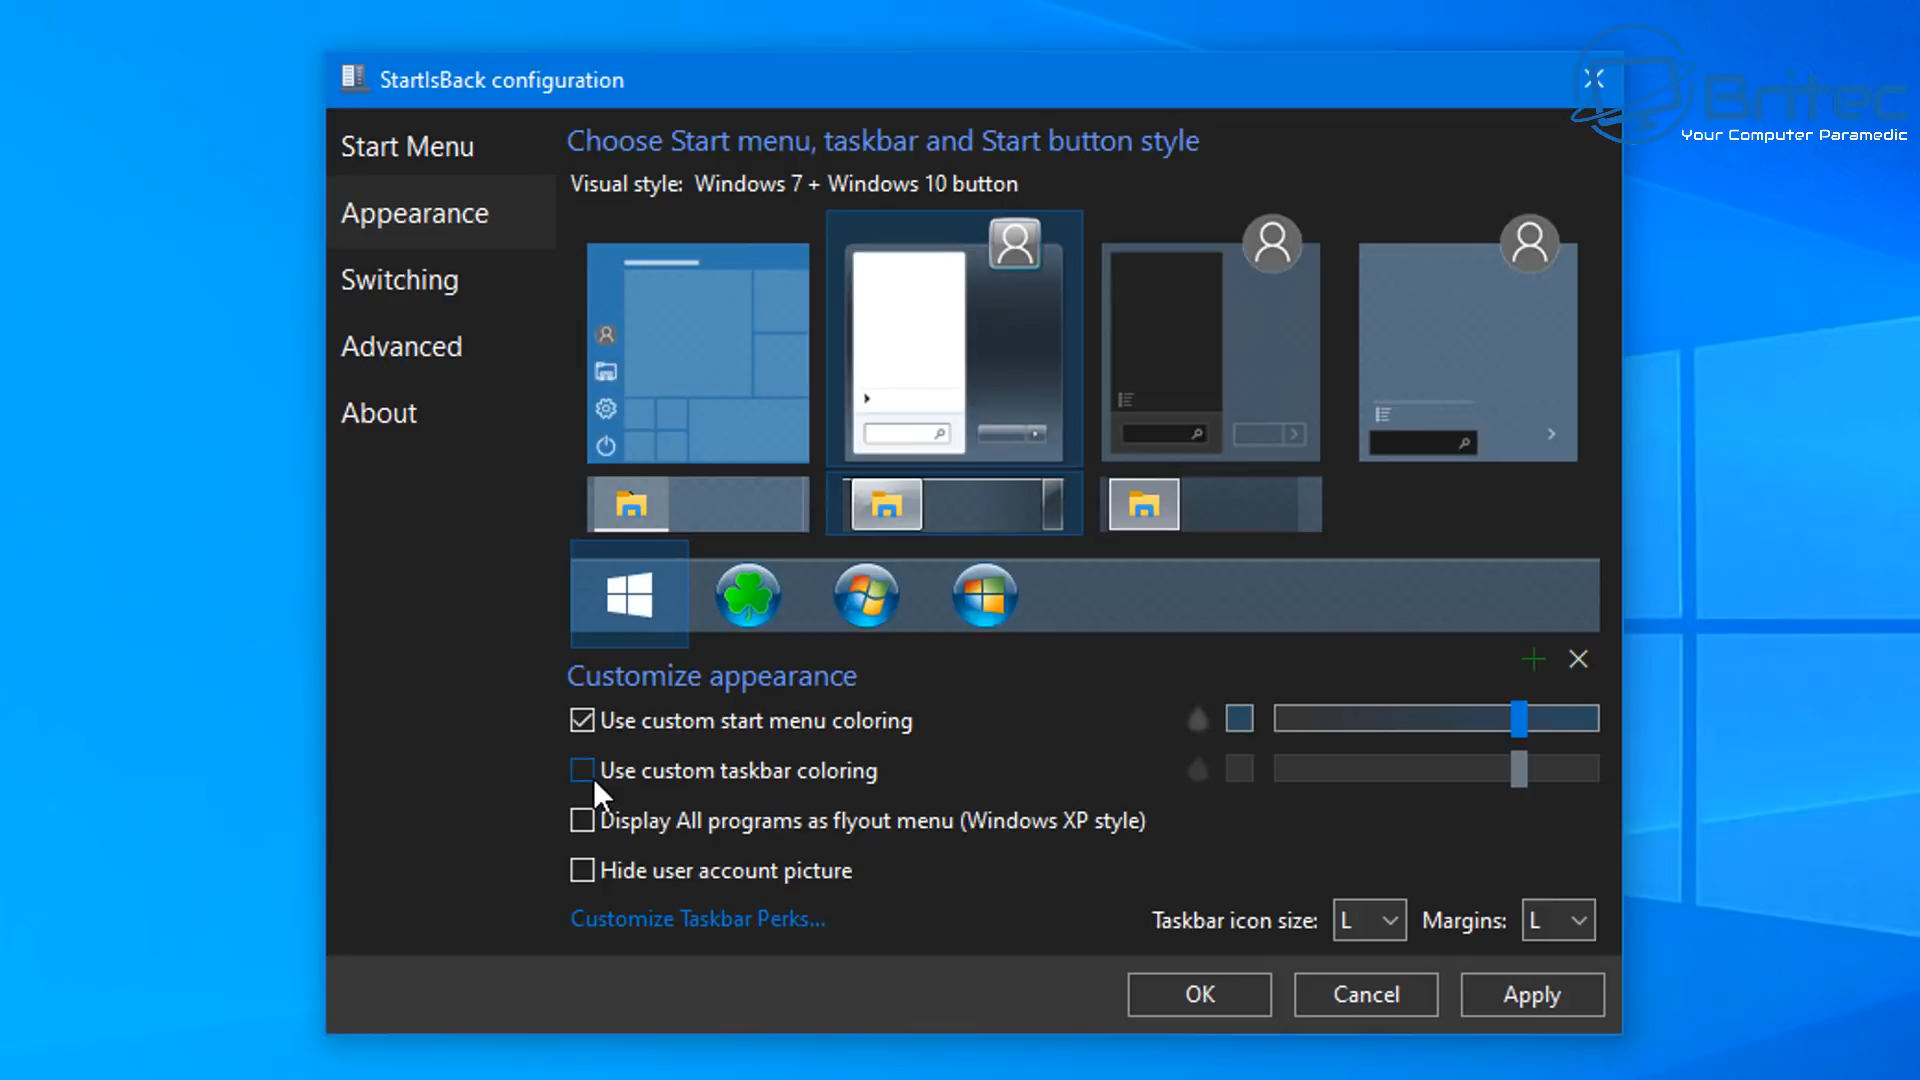 StartIsBack configuration
Britec
Your Computer Paramedic
Start Menu
Appearance
Switching
Advanced
About
Choose Start menu, taskbar and Start button style
Visual style: Windows 7 + Windows 10 button
Customize appearance
Use custom start menu coloring
Use custom taskbar coloring
Display All programs as flyout menu (Windows XP style)
Hide user account picture
Customize Taskbar Perks...
Taskbar icon size: L Margins: L
OK Cancel Apply